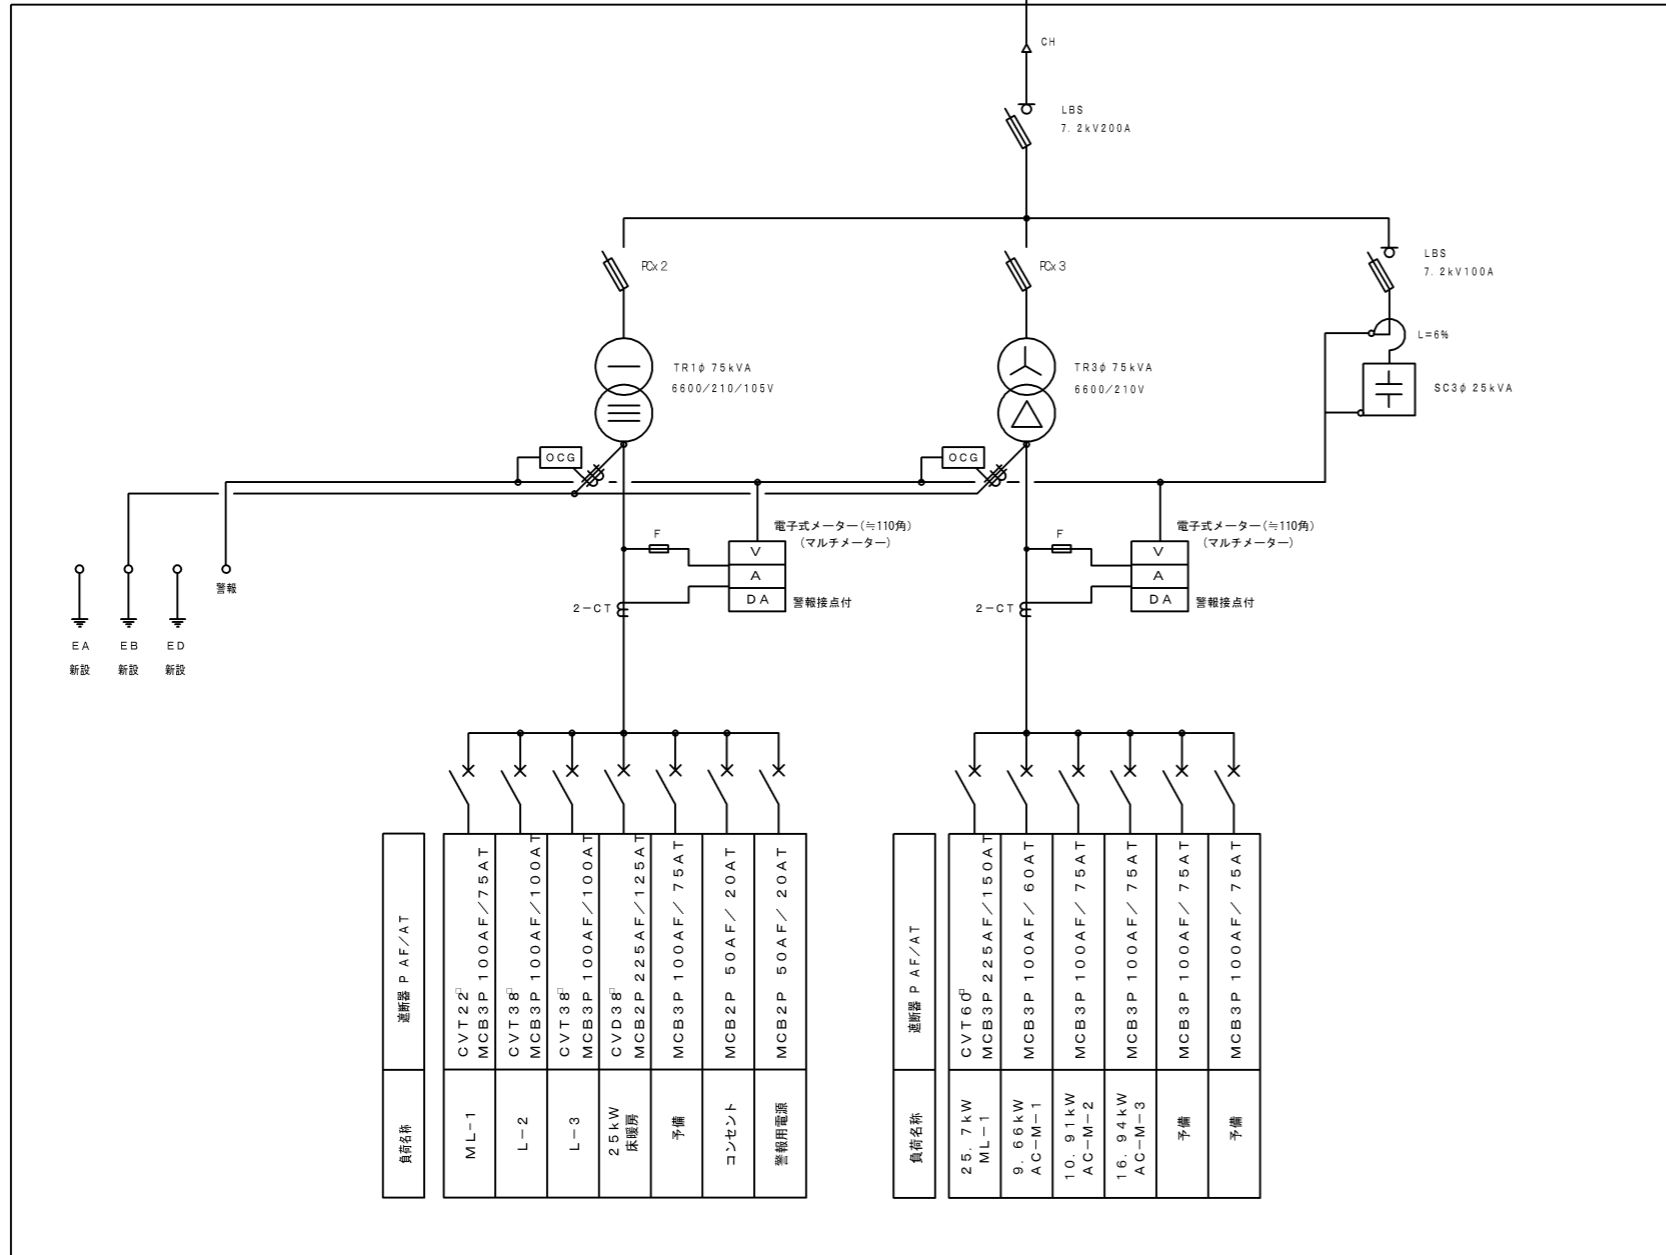 CH
LBS
7.2kV200A
PCx2
PCx3
LBS
7.2kV100A
L=6%
TR1φ 75kVA
6600/210/105V
TR3φ 75kVA
6600/210V
SC3φ 25kVA
OCG
OCG
電子式メーター(≒110角)
(マルチメーター)
F
V
A
DA
警報接点付
2-CT
電子式メーター(≒110角)
(マルチメーター)
F
V
A
DA
警報接点付
2-CT
警報
EA
新設
EB
新設
ED
新設
遮断器 P AF/AT
負荷名称
CVT22□
MCB3P 100AF/75AT
ML-1
CVT38□
MCB3P 100AF/100AT
L-2
CVT38□
MCB3P 100AF/100AT
L-3
CVD38□
MCB2P 225AF/125AT
25kW
床暖房
MCB3P 100AF/ 75AT
予備
MCB2P 50AF/ 20AT
コンセント
MCB2P 50AF/ 20AT
警報用電源
遮断器 P AF/AT
負荷名称
CVT60□
MCB3P 225AF/150AT
25.7kW
ML-1
MCB3P 100AF/ 60AT
9.66kW
AC-M-1
MCB3P 100AF/ 75AT
10.91kW
AC-M-2
MCB3P 100AF/ 75AT
16.94kW
AC-M-3
MCB3P 100AF/ 75AT
予備
MCB3P 100AF/ 75AT
予備